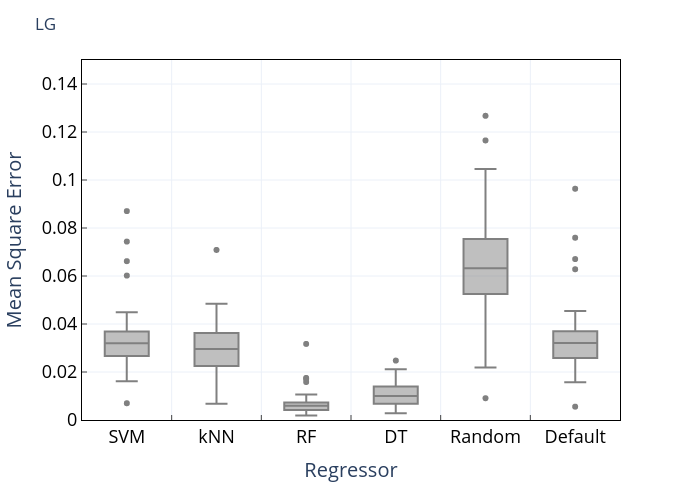 LG
Mean Square Error
0.14
0.12
0.1
0.08
0.06
0.04
0.02
0
SVM kNN RF DT Random Default
Regressor